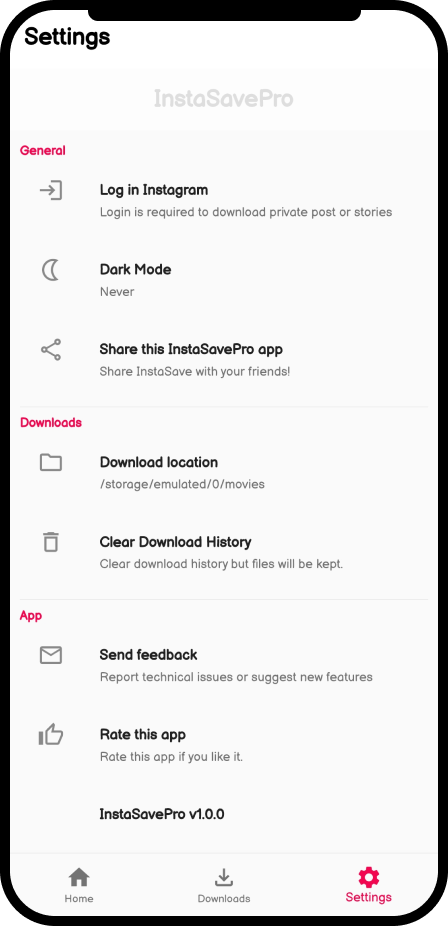 Settings
InstaSavePro
General
Log in Instagram
Login is required to download private post or stories
Dark Mode
Never
Share this InstaSavePro app
Share InstaSave with your friends!
Downloads
Download location
/storage/emulated/0/movies
Clear Download History
Clear download history but files will be kept.
App
Send feedback
Report technical issues or suggest new features
Rate this app
Rate this app if you like it.
InstaSavePro v1.0.0
Home Downloads Settings